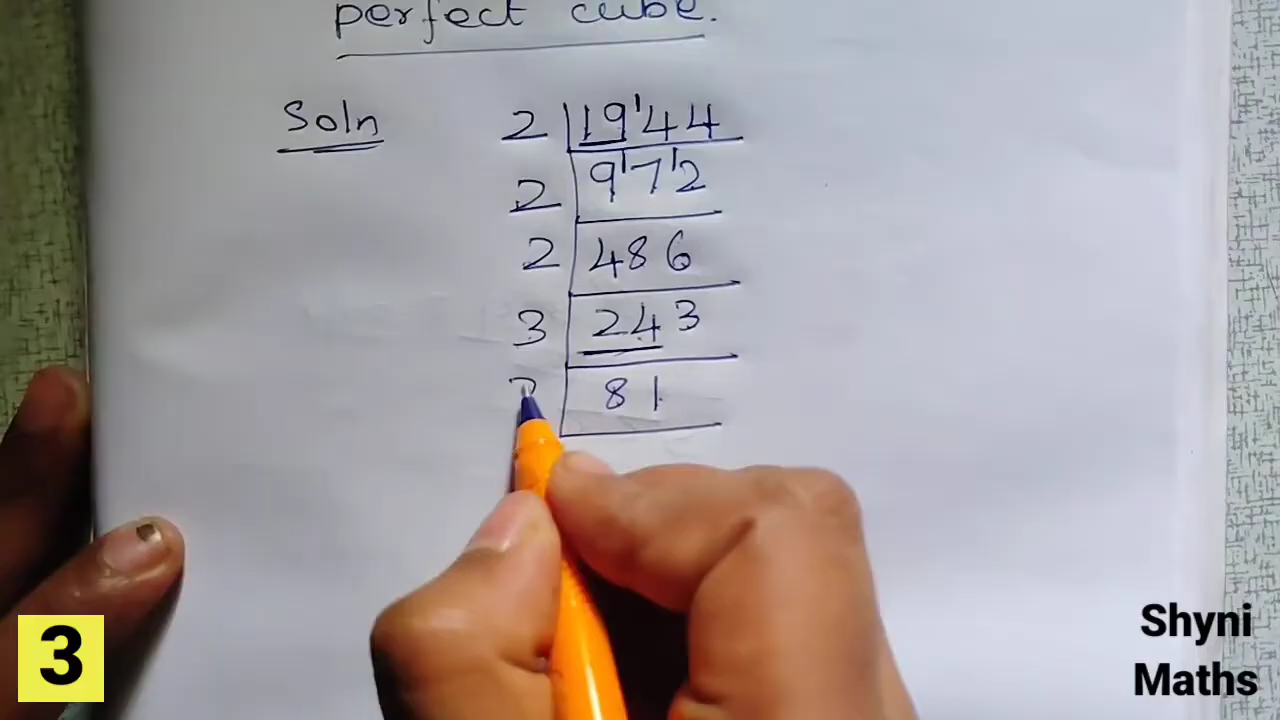 perfect cube.
Soln
2 | 19'44
2 | 9'7'2
2 | 486
3 | 243
81
3
Shyni
Maths